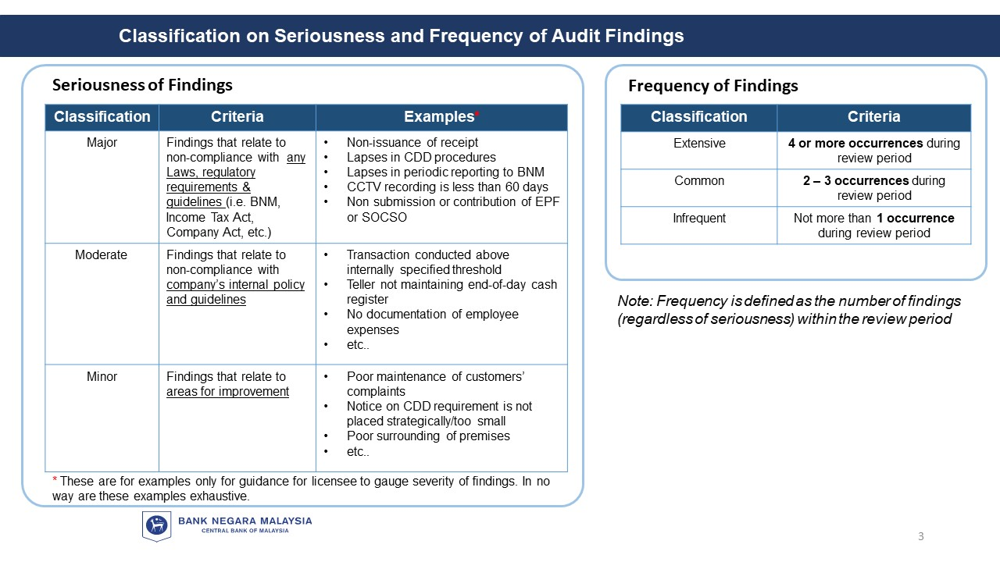 Classification on Seriousness and Frequency of Audit Findings
Seriousness of Findings
Classification
Criteria
Examples*
Major
Findings that relate to
non-compliance with any
Laws, regulatory
requirements &
guidelines (i.e. BNM,
Income Tax Act,
Company Act, etc.)
• Non-issuance of receipt
• Lapses in CDD procedures
• Lapses in periodic reporting to BNM
• CCTV recording is less than 60 days
• Non submission or contribution of EPF
or SOCSO
Moderate
Findings that relate to
non-compliance with
company's internal policy
and guidelines
• Transaction conducted above
internally specified threshold
• Teller not maintaining end-of-day cash
register
• No documentation of employee
expenses
• etc..
Minor
Findings that relate to
areas for improvement
• Poor maintenance of customers'
complaints
• Notice on CDD requirement is not
placed strategically/too small
• Poor surrounding of premises
• etc..
* These are for examples only for guidance for licensee to gauge severity of findings. In no
way are these examples exhaustive.
Frequency of Findings
Classification
Criteria
Extensive
4 or more occurrences during
review period
Common
2 – 3 occurrences during
review period
Infrequent
Not more than 1 occurrence
during review period
Note: Frequency is defined as the number of findings
(regardless of seriousness) within the review period
BANK NEGARA MALAYSIA
CENTRAL BANK OF MALAYSIA
3